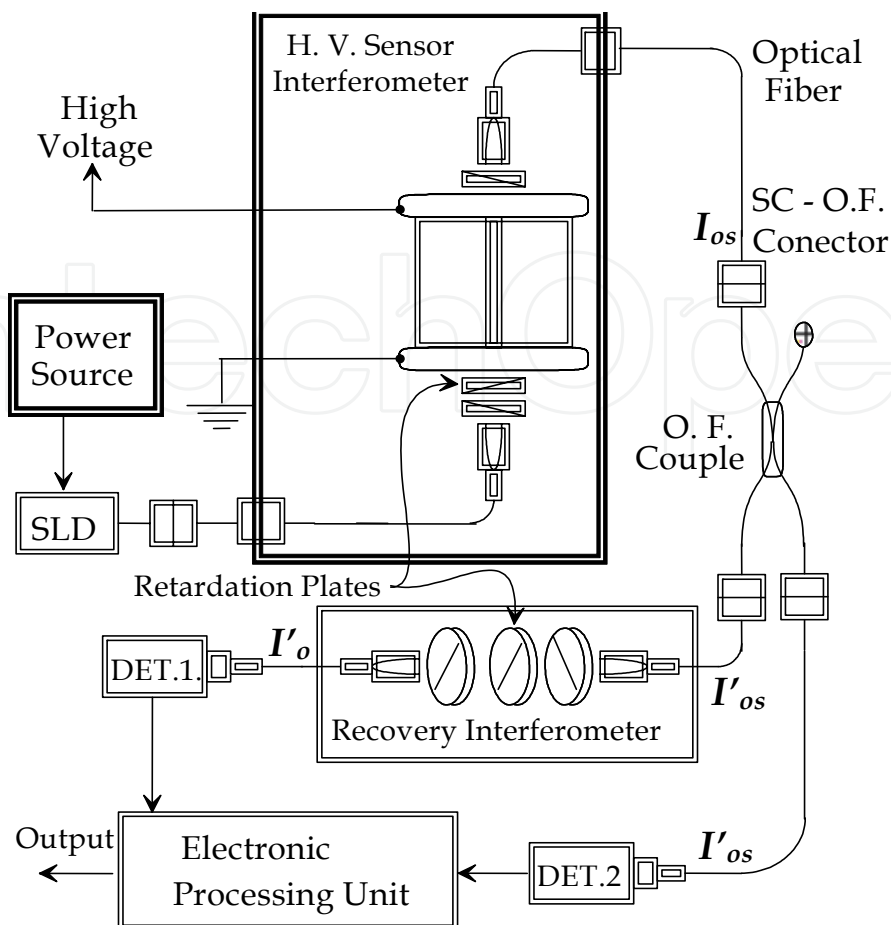 H. V. Sensor
Interferometer
Optical
Fiber
High
Voltage
SC - O.F.
Conector
I_os
Power
Source
O. F.
Couple
SLD
Retardation Plates
DET.1.
I'_o
I'_os
Recovery Interferometer
Output
Electronic
Processing Unit
DET.2
I'_os